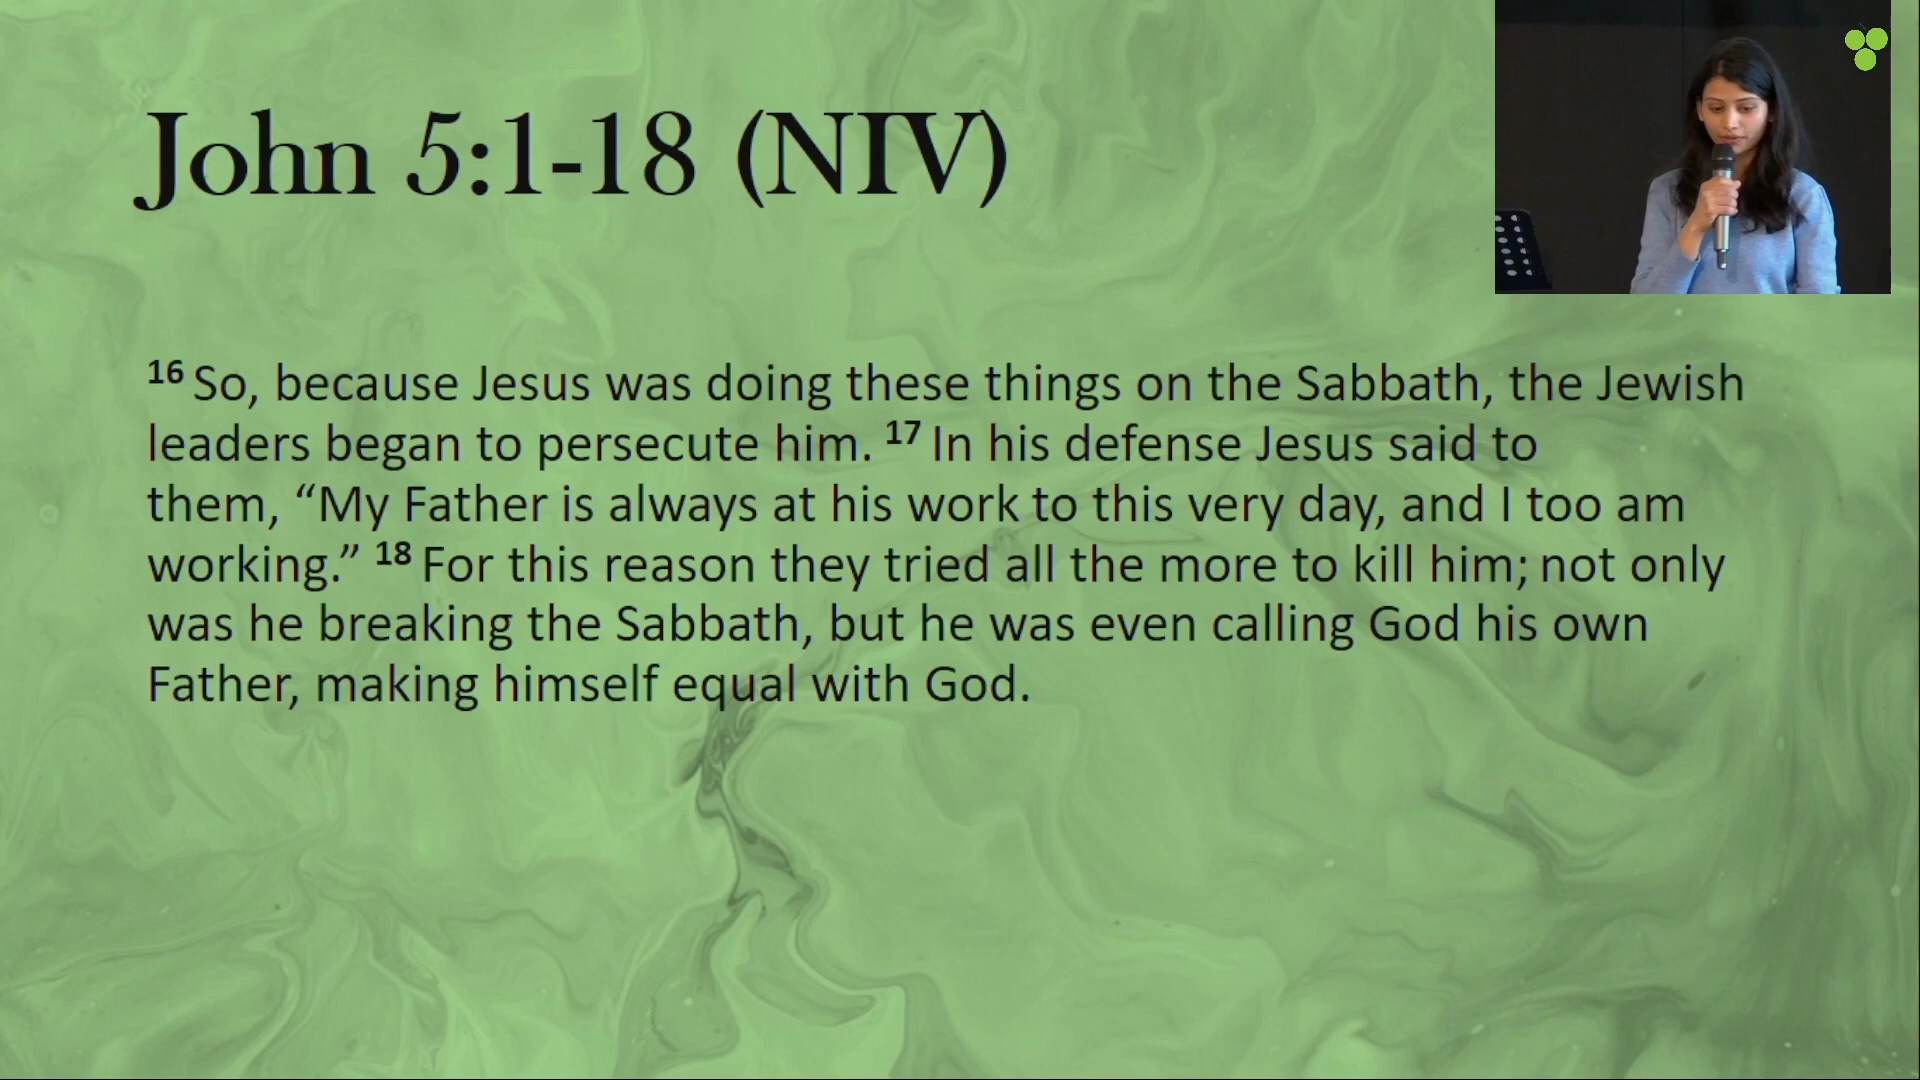 John 5:1-18 (NIV)
16 So, because Jesus was doing these things on the Sabbath, the Jewish
leaders began to persecute him. 17 In his defense Jesus said to
them, “My Father is always at his work to this very day, and I too am
working.” 18 For this reason they tried all the more to kill him; not only
was he breaking the Sabbath, but he was even calling God his own
Father, making himself equal with God.